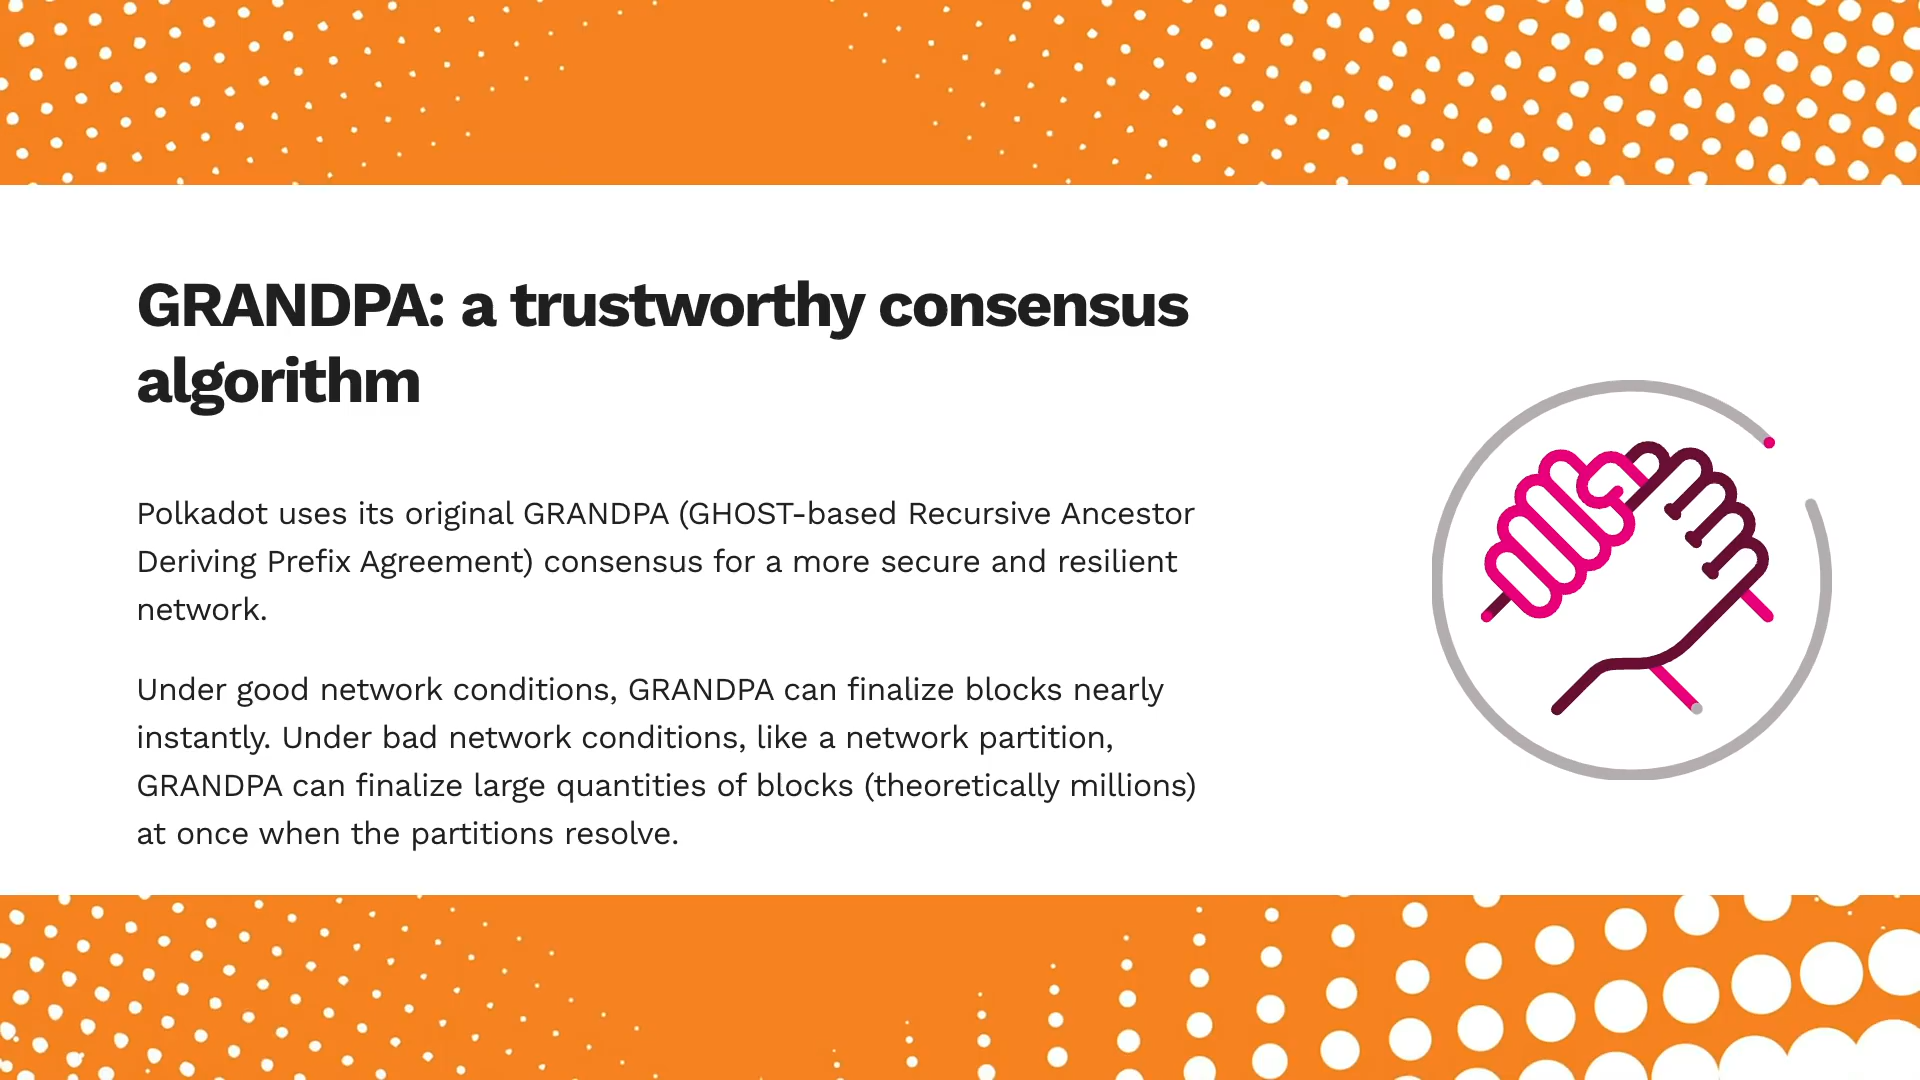 GRANDPA: a trustworthy consensus
algorithm
Polkadot uses its original GRANDPA (GHOST-based Recursive Ancestor
Deriving Prefix Agreement) consensus for a more secure and resilient
network.
Under good network conditions, GRANDPA can finalize blocks nearly
instantly. Under bad network conditions, like a network partition,
GRANDPA can finalize large quantities of blocks (theoretically millions)
at once when the partitions resolve.